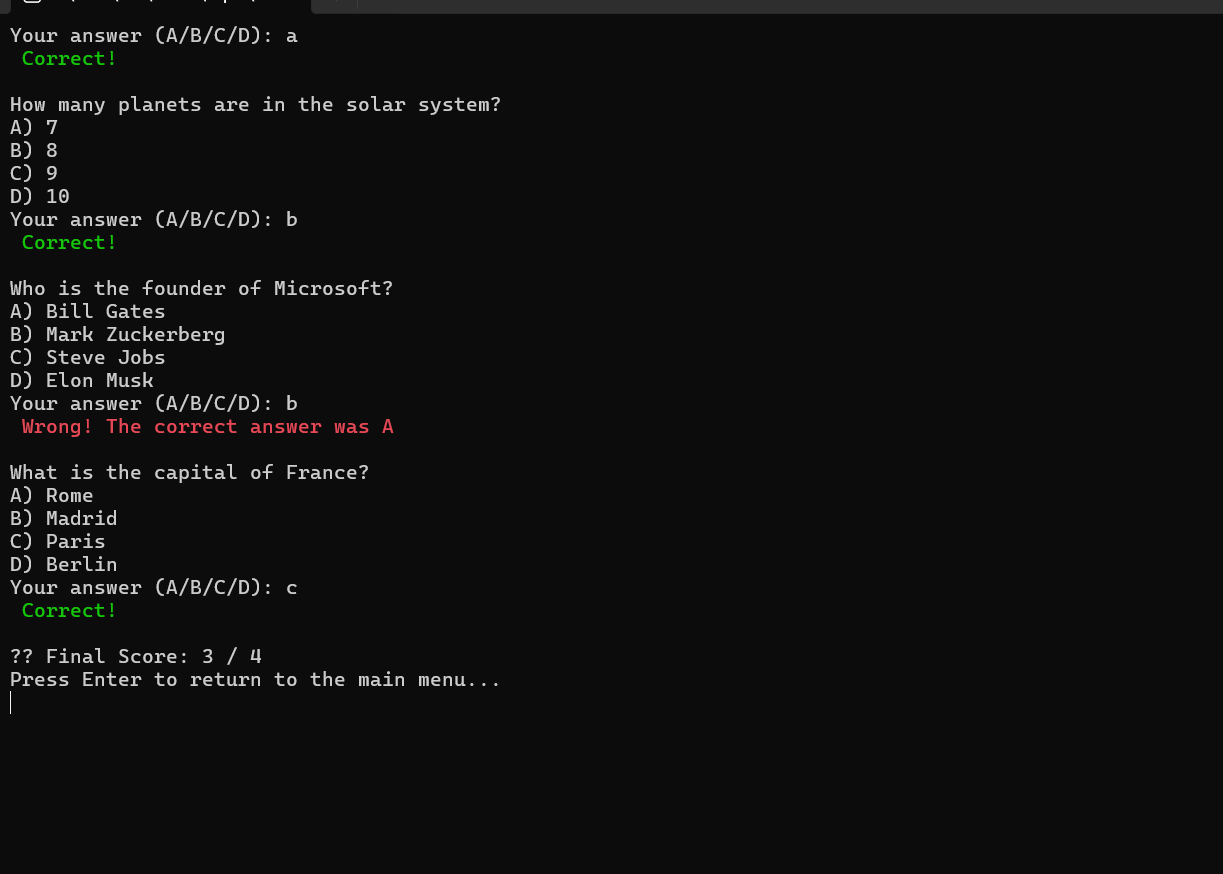 Your answer (A/B/C/D): a
Correct!
How many planets are in the solar system?
A) 7
B) 8
C) 9
D) 10
Your answer (A/B/C/D): b
Correct!
Who is the founder of Microsoft?
A) Bill Gates
B) Mark Zuckerberg
C) Steve Jobs
D) Elon Musk
Your answer (A/B/C/D): b
Wrong! The correct answer was A
What is the capital of France?
A) Rome
B) Madrid
C) Paris
D) Berlin
Your answer (A/B/C/D): c
Correct!
?? Final Score: 3 / 4
Press Enter to return to the main menu...